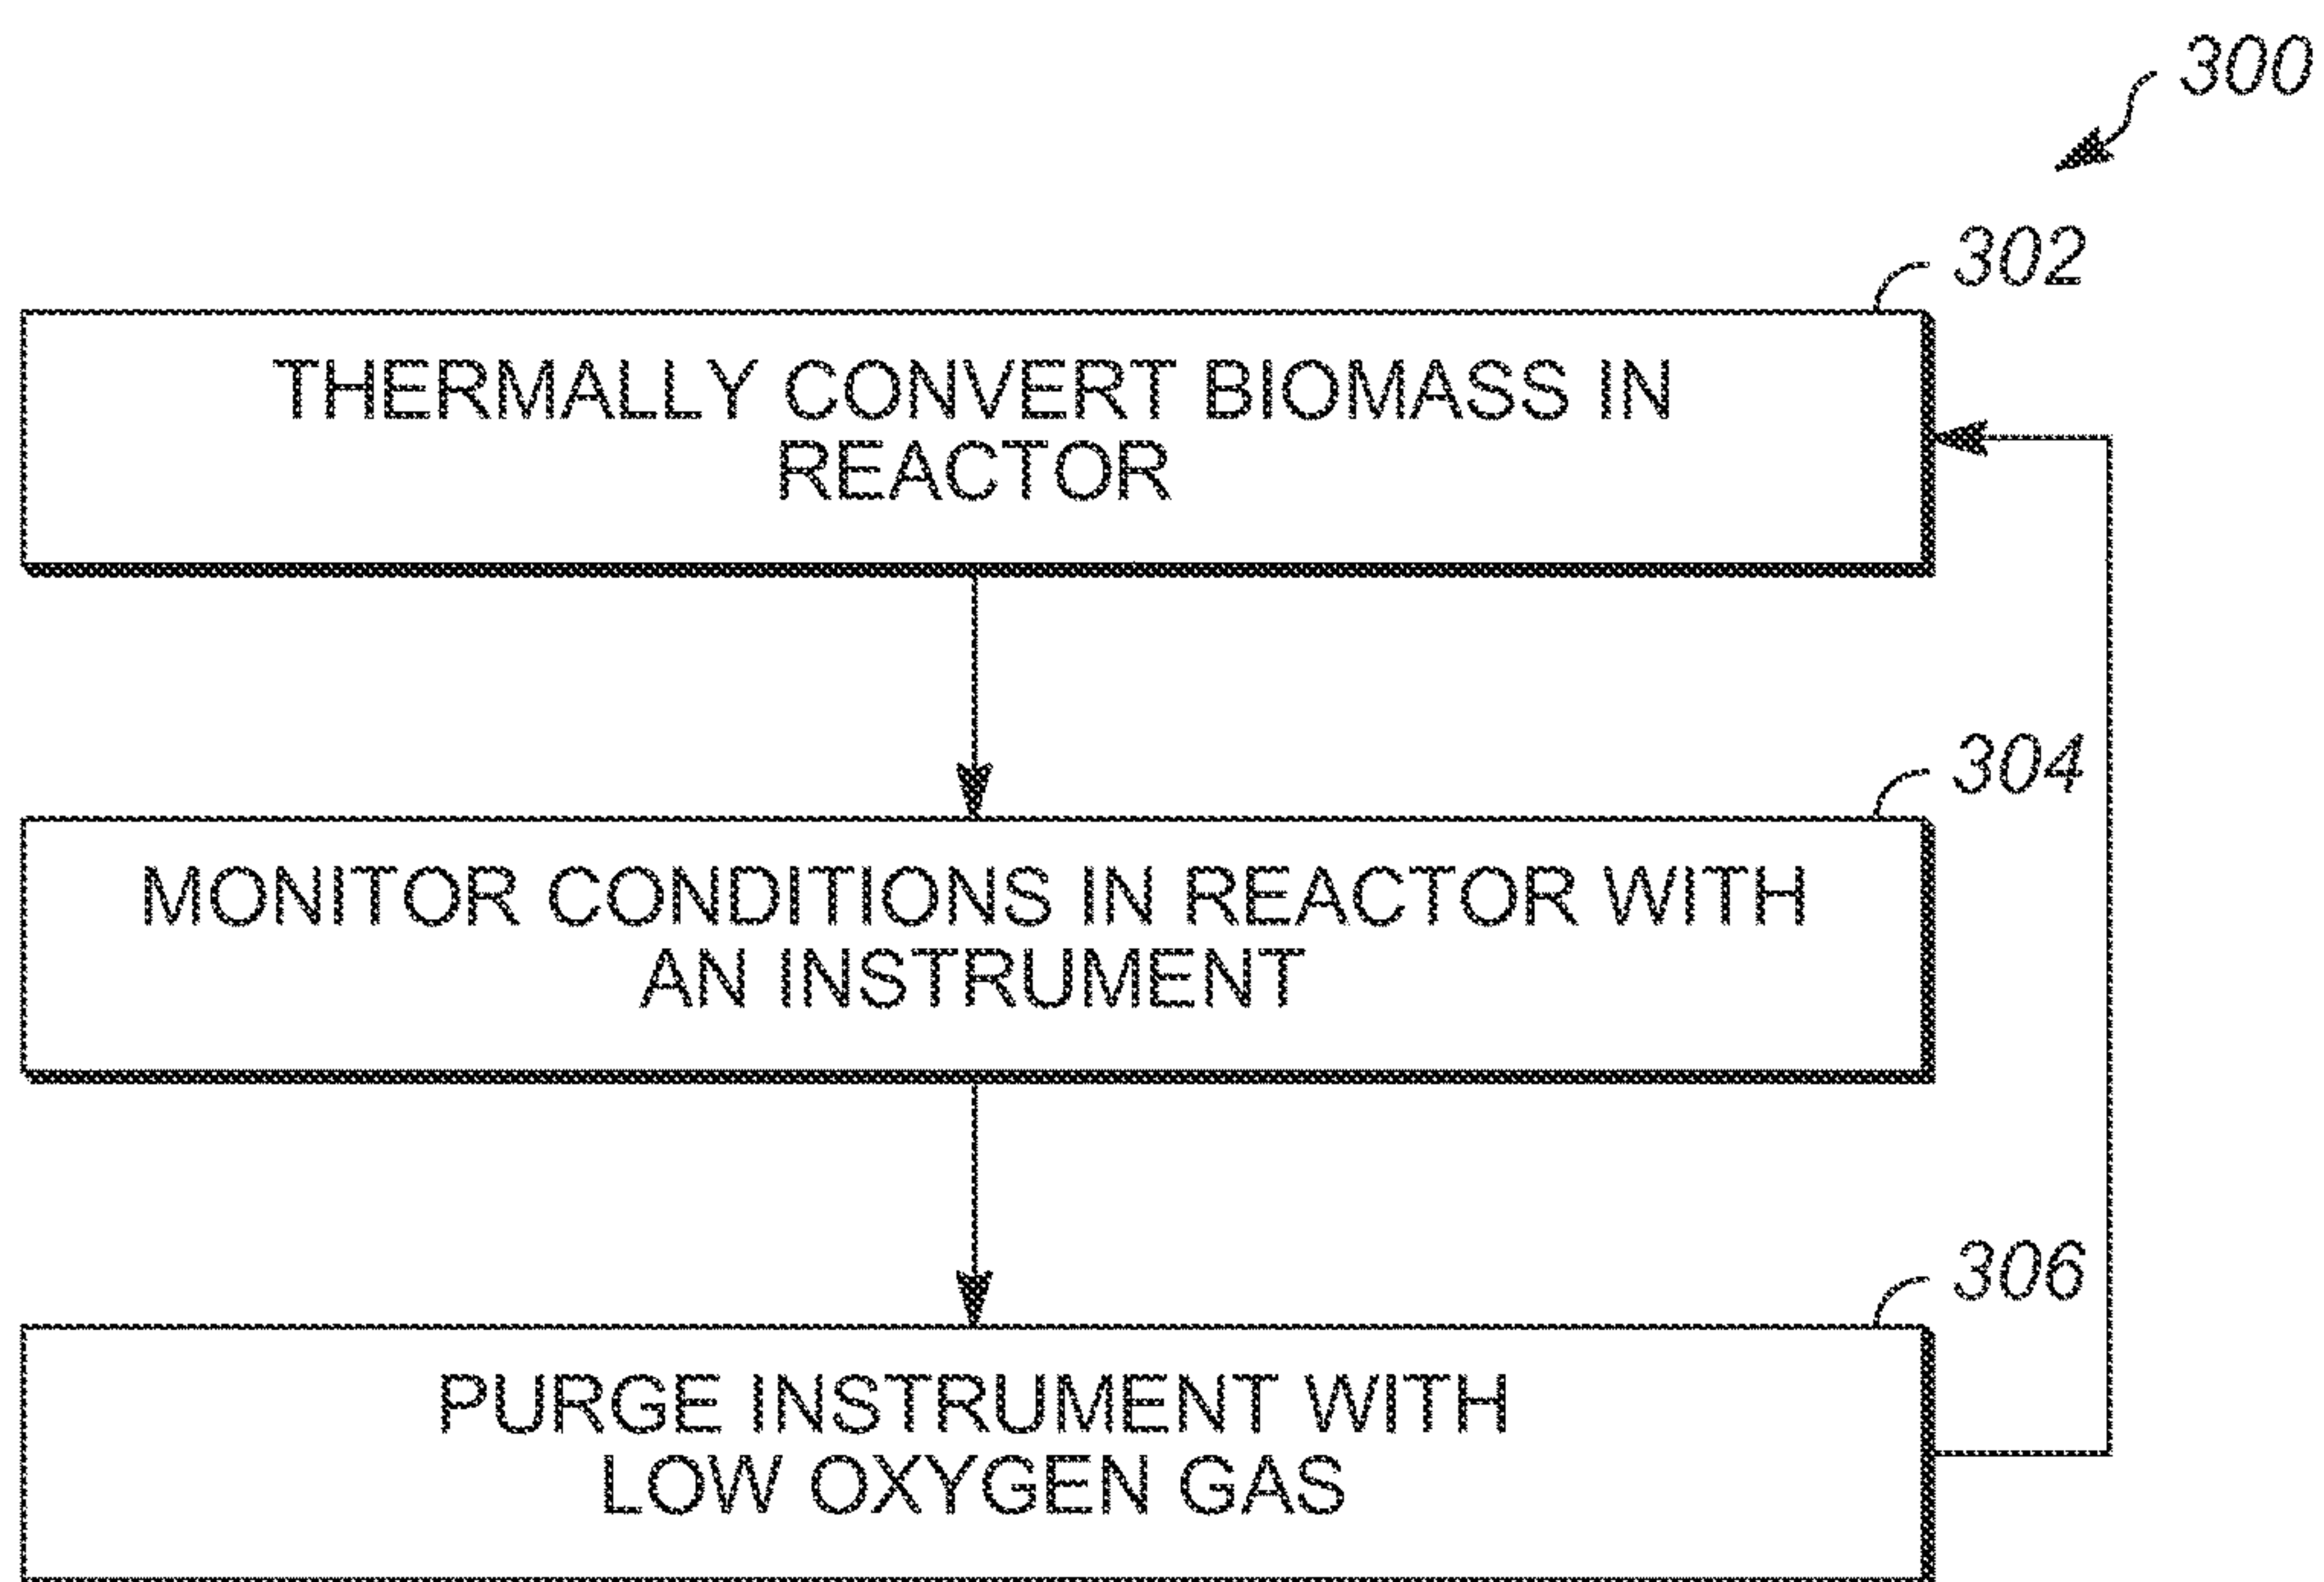 300
302
THERMALLY CONVERT BIOMASS IN
REACTOR
304
MONITOR CONDITIONS IN REACTOR WITH
AN INSTRUMENT
306
PURGE INSTRUMENT WITH
LOW OXYGEN GAS